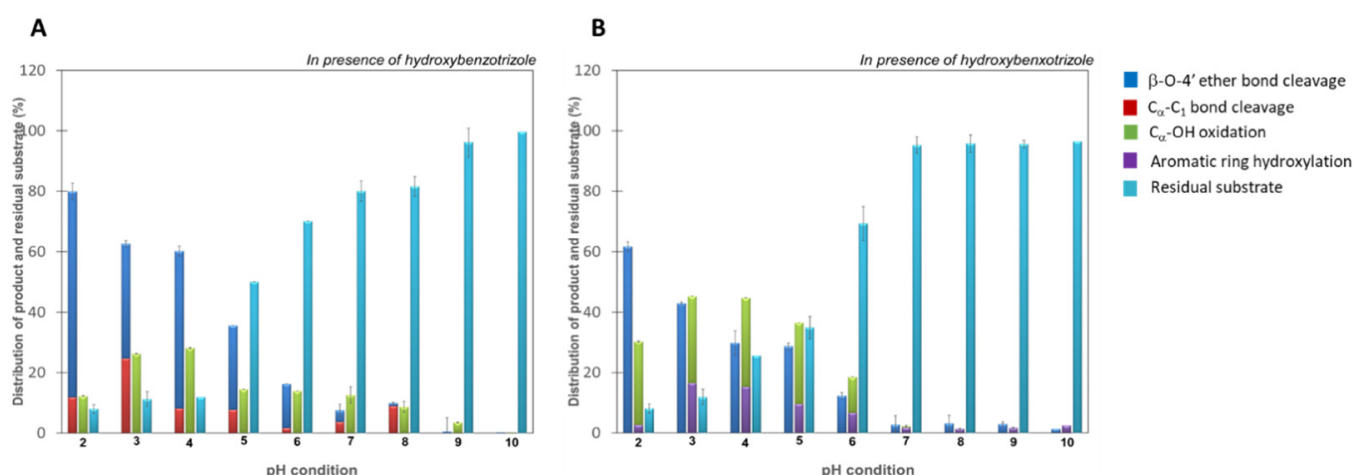 A
In presence of hydroxybenzotrizole
Distribution of product and residual substrate (%)
120
100
80
60
40
20
0
2 3 4 5 6 7 8 9 10
pH condition
B
In presence of hydroxybenxotrizole
Distribution of product and residual substrate (%)
120
100
80
60
40
20
0
2 3 4 5 6 7 8 9 10
pH condition
β-O-4' ether bond cleavage
Cα-C1 bond cleavage
Cα-OH oxidation
Aromatic ring hydroxylation
Residual substrate